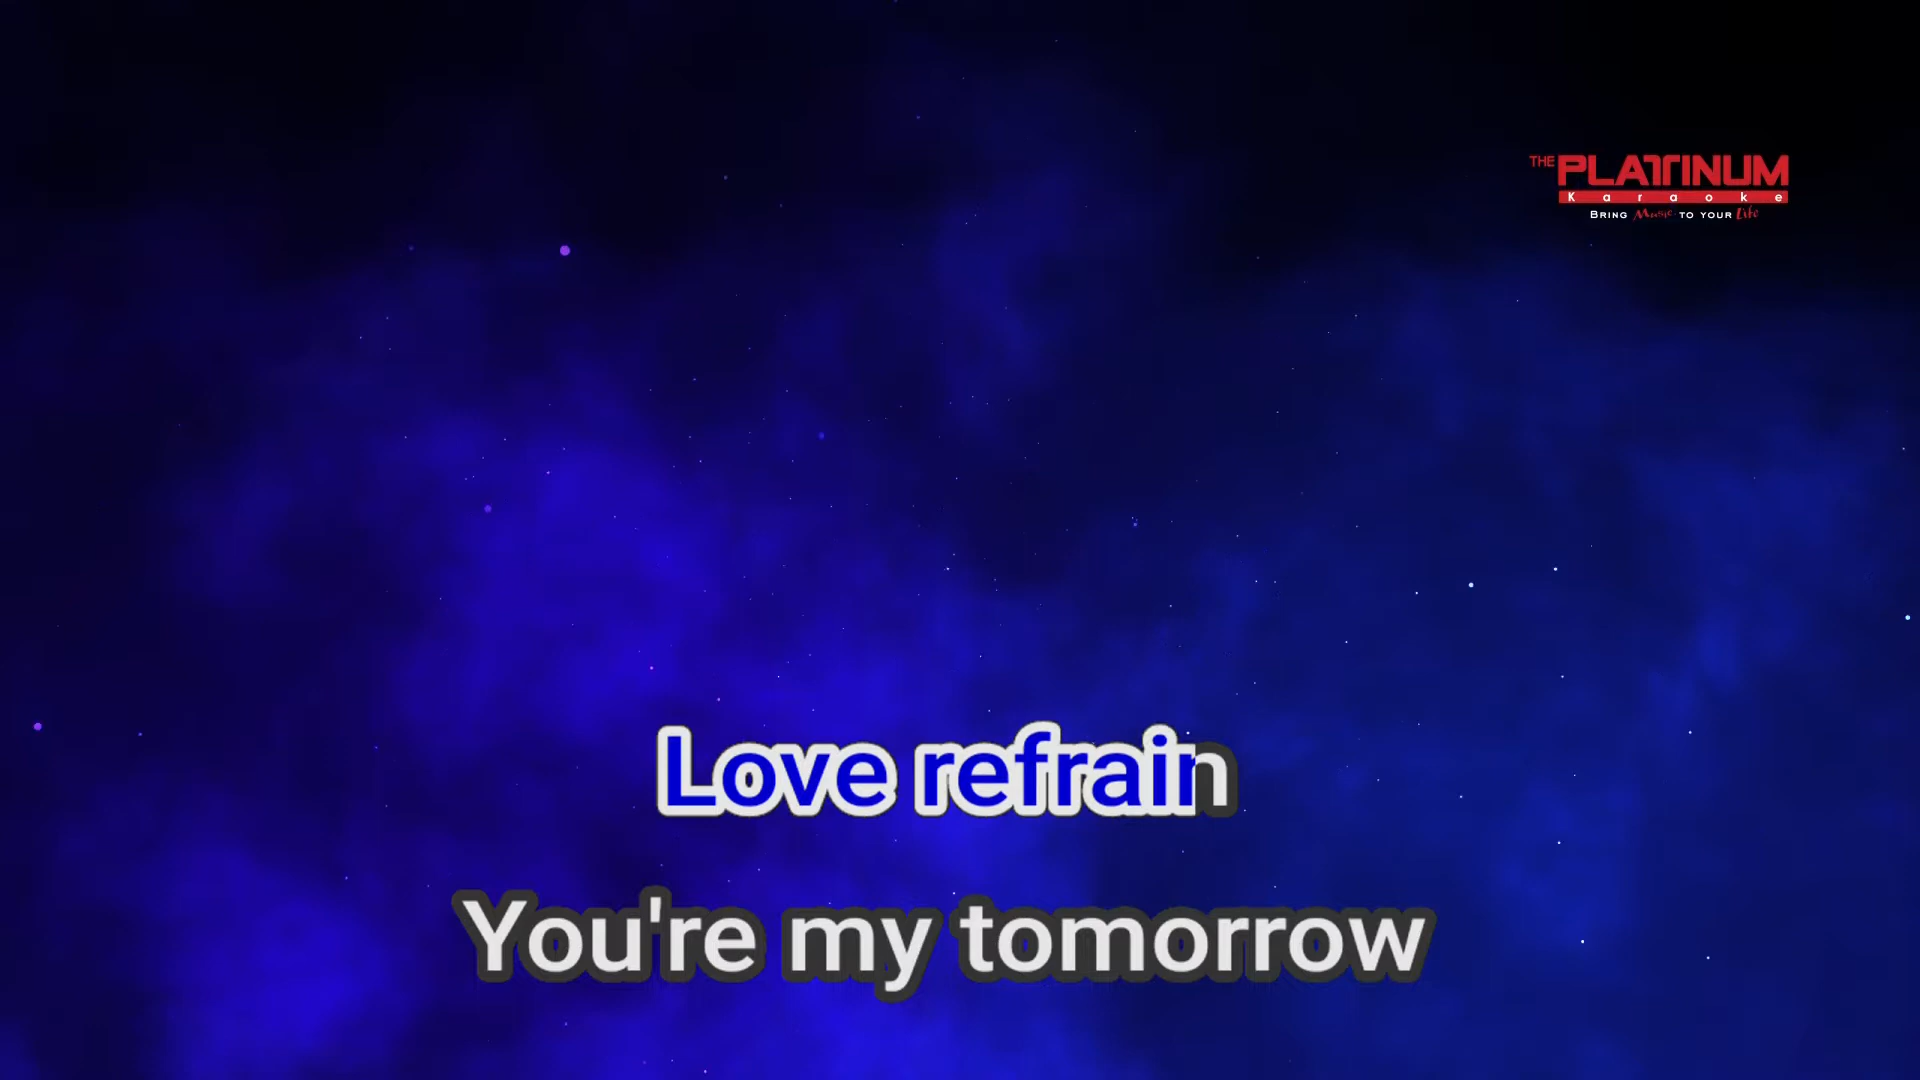 THE PLATINUM
Karaoke
BRING Music TO YOUR Life
Love refrain
You're my tomorrow